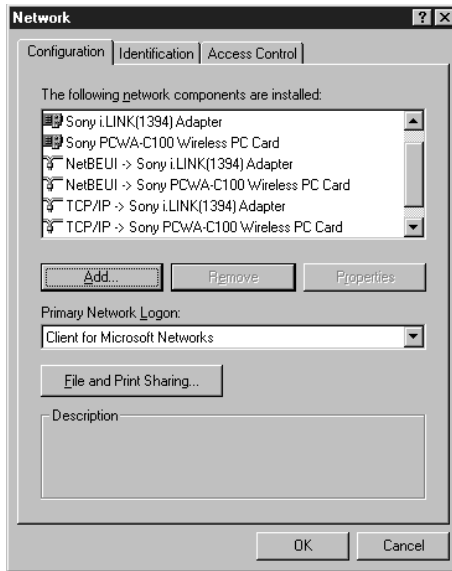 Network
Configuration Identification Access Control
The following network components are installed:
Sony i.LINK(1394) Adapter
Sony PCWA-C100 Wireless PC Card
NetBEUI -> Sony i.LINK(1394) Adapter
NetBEUI -> Sony PCWA-C100 Wireless PC Card
TCP/IP -> Sony i.LINK(1394) Adapter
TCP/IP -> Sony PCWA-C100 Wireless PC Card
Add... Remove Properties
Primary Network Logon:
Client for Microsoft Networks
File and Print Sharing...
Description
OK Cancel